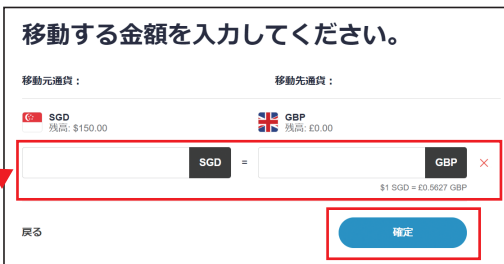 移動する金額を入力してください。
移動元通貨： 移動先通貨：
SGD GBP
残高: $150.00 残高: £0.00
SGD = GBP ×
$1 SGD = £0.5627 GBP
戻る 確定